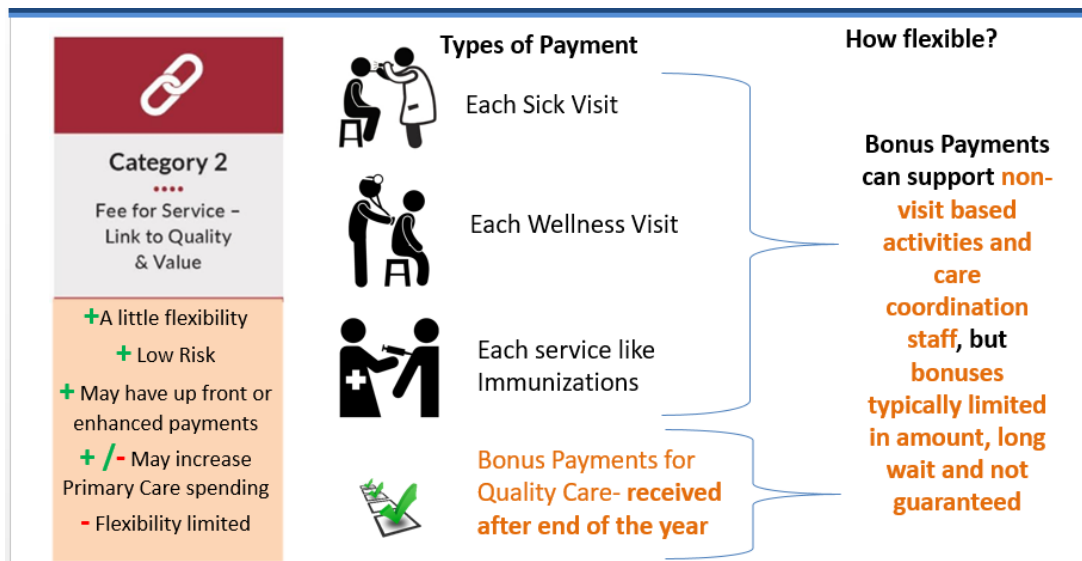 Category 2
Fee for Service –
Link to Quality
& Value
+A little flexibility
+ Low Risk
+ May have up front or
enhanced payments
+ /- May increase
Primary Care spending
- Flexibility limited
Types of Payment
Each Sick Visit
Each Wellness Visit
Each service like
Immunizations
Bonus Payments for
Quality Care- received
after end of the year
How flexible?
Bonus Payments
can support non-
visit based
activities and
care
coordination
staff, but
bonuses
typically limited
in amount, long
wait and not
guaranteed